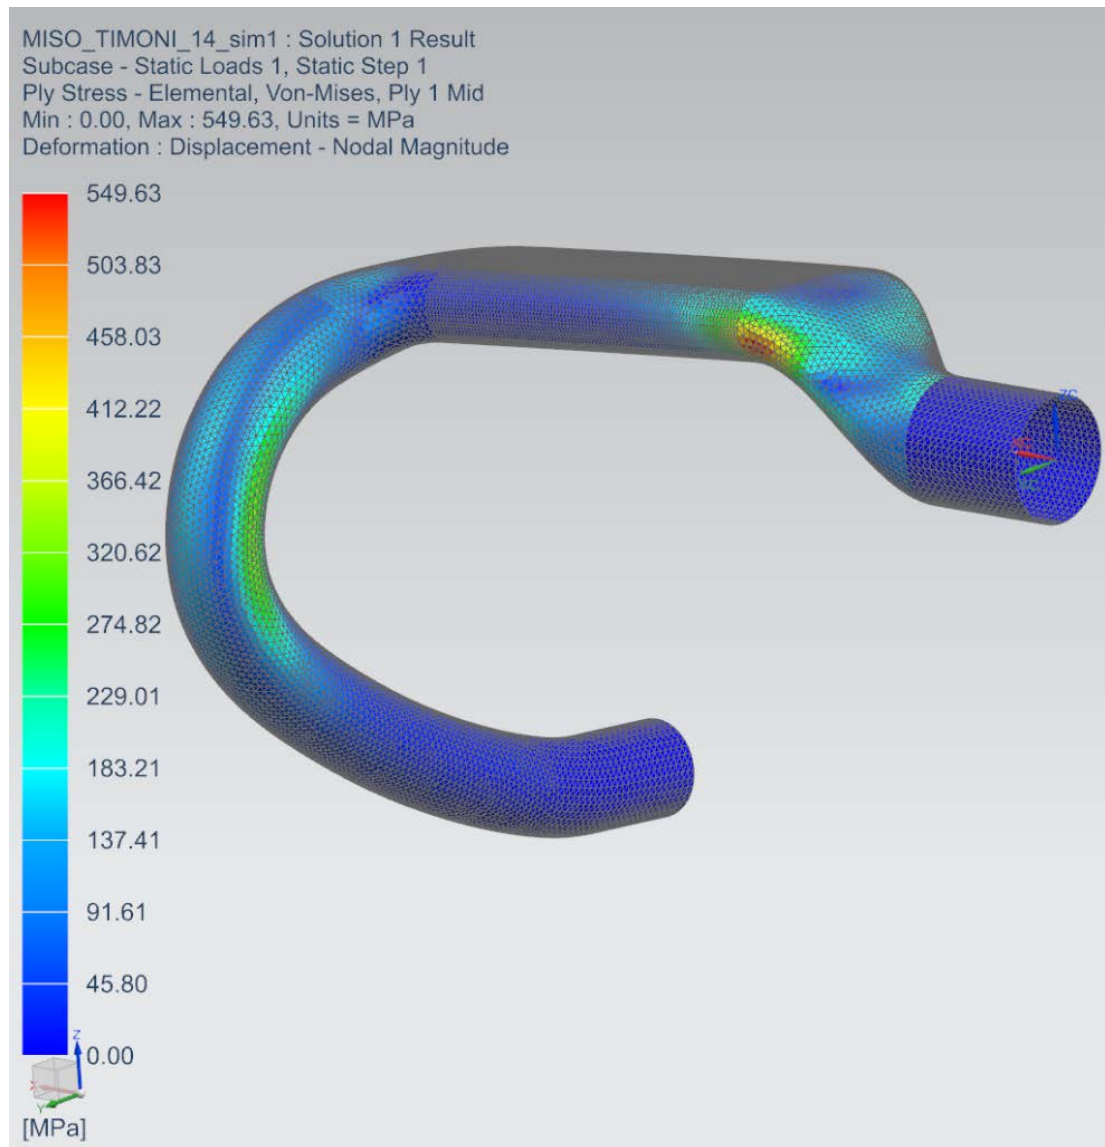 MISO_TIMONI_14_sim1 : Solution 1 Result
Subcase - Static Loads 1, Static Step 1
Ply Stress - Elemental, Von-Mises, Ply 1 Mid
Min : 0.00, Max : 549.63, Units = MPa
Deformation : Displacement - Nodal Magnitude
549.63
503.83
458.03
412.22
366.42
320.62
274.82
229.01
183.21
137.41
91.61
45.80
0.00
[MPa]
ZC
Z
X
Y